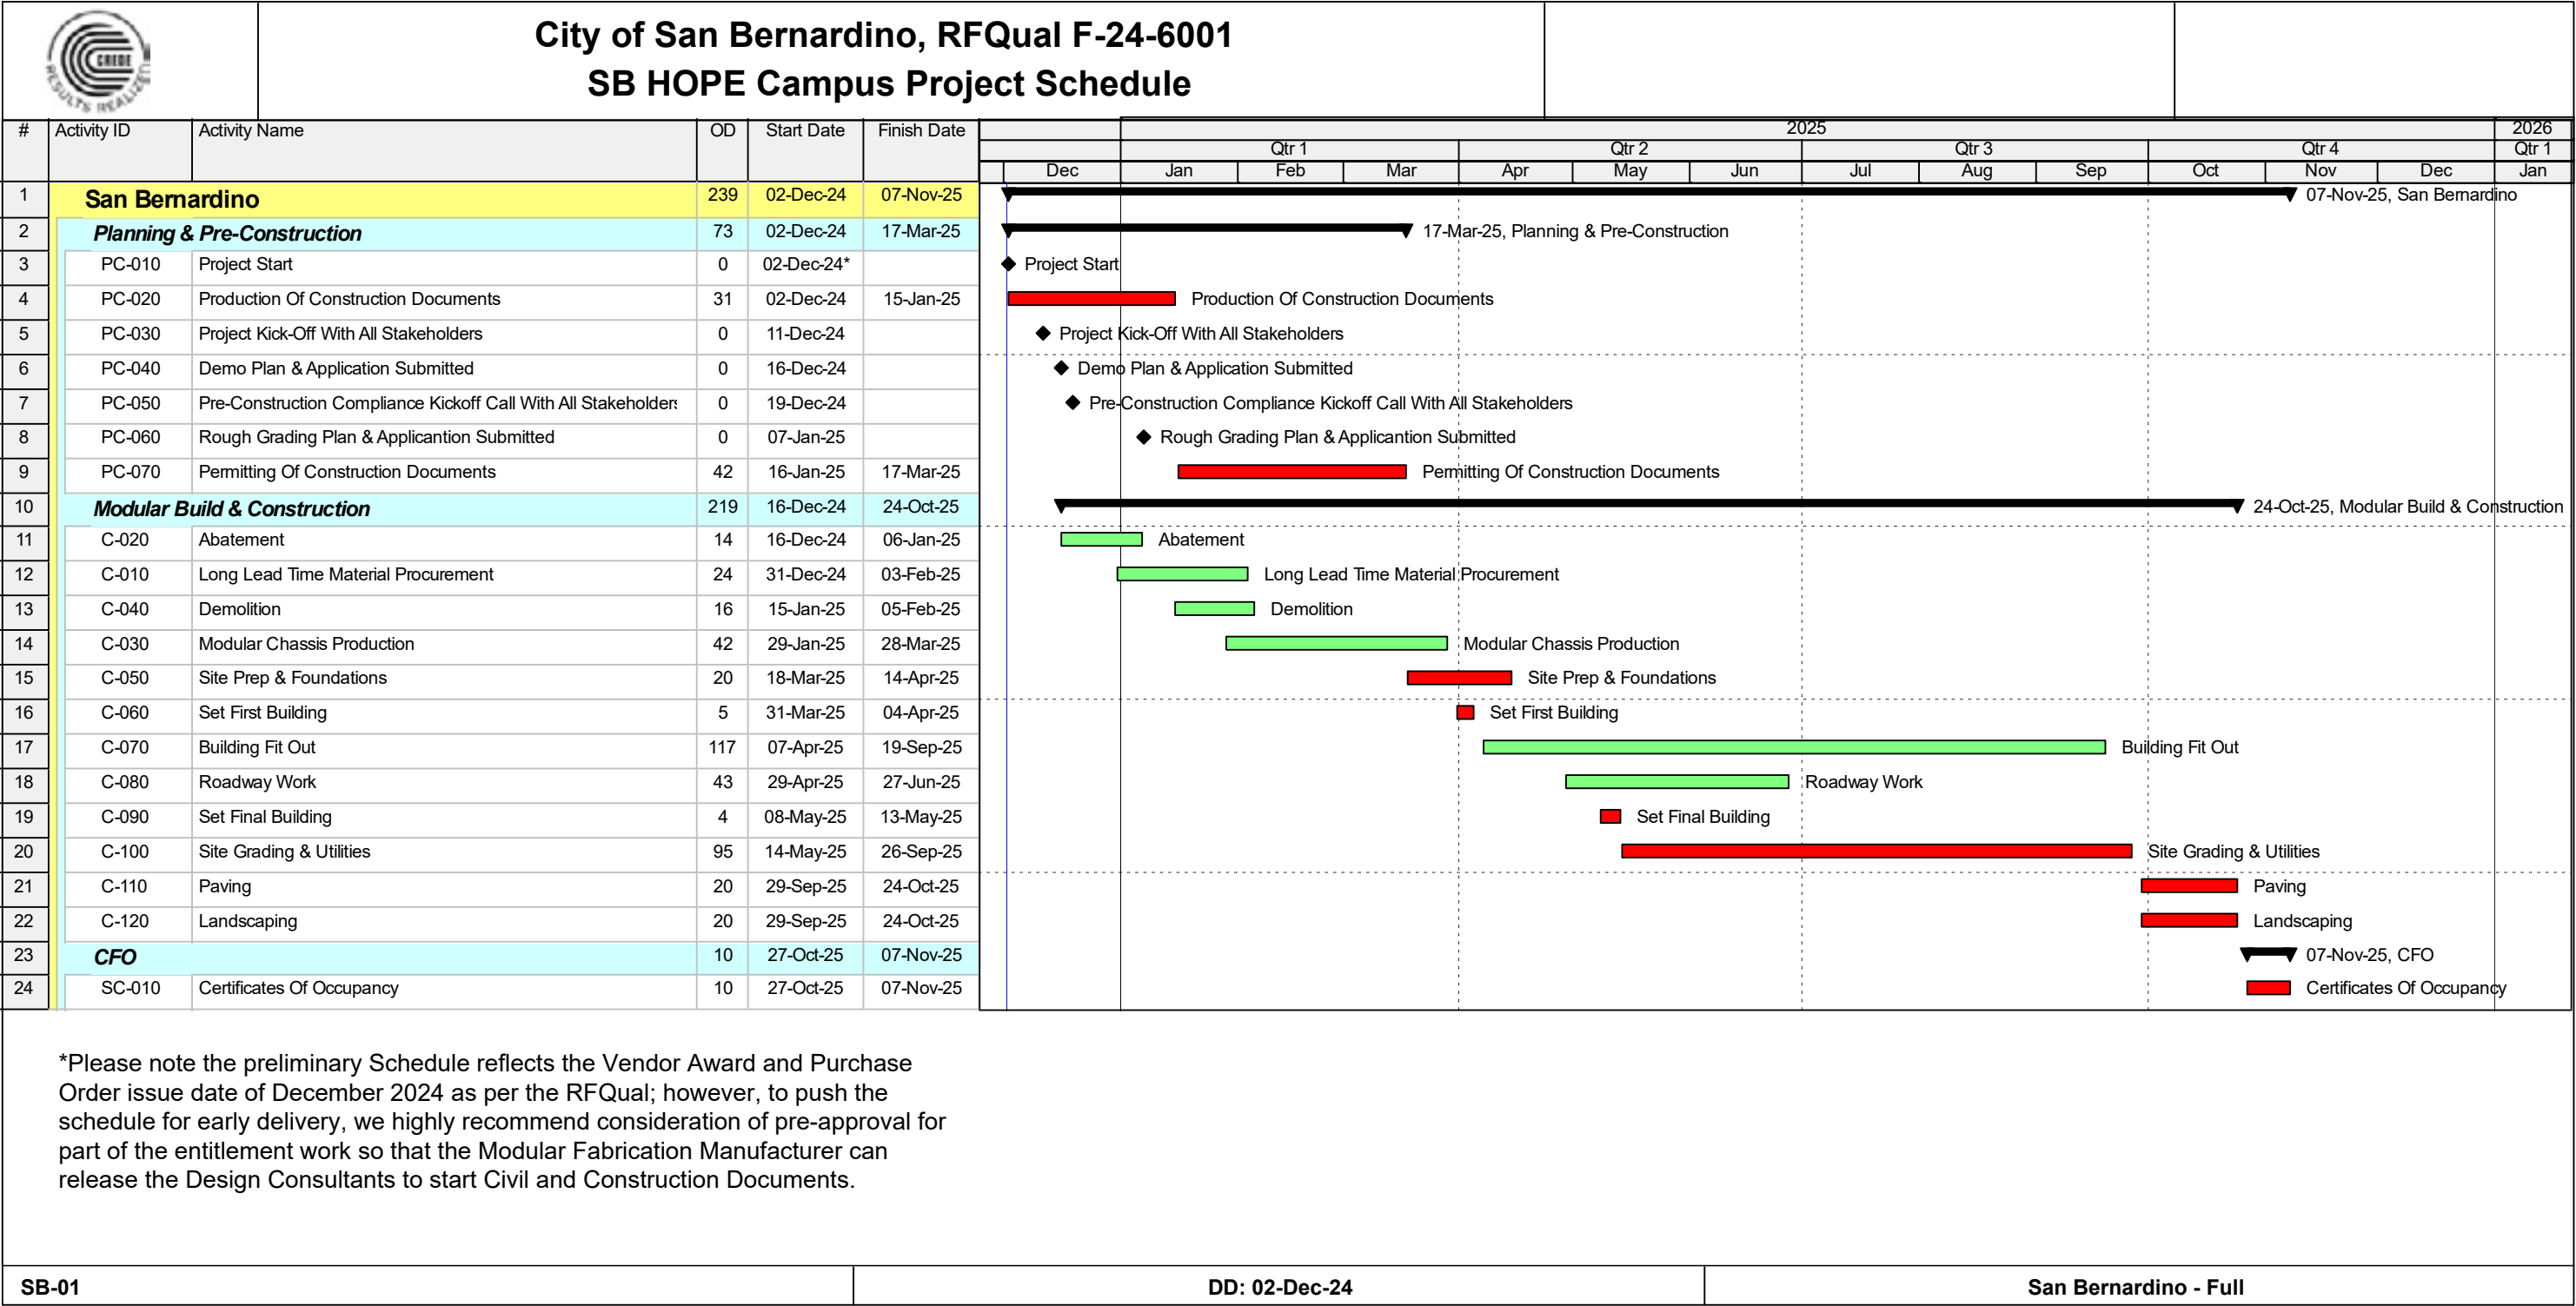 CREDE
RESULTS REALIZED
City of San Bernardino, RFQual F-24-6001
SB HOPE Campus Project Schedule
# Activity ID Activity Name OD Start Date Finish Date
2025 2026
Qtr 1 Qtr 2 Qtr 3 Qtr 4 Qtr 1
Dec Jan Feb Mar Apr May Jun Jul Aug Sep Oct Nov Dec Jan
1 San Bernardino 239 02-Dec-24 07-Nov-25 07-Nov-25, San Bernardino
2 Planning & Pre-Construction 73 02-Dec-24 17-Mar-25 17-Mar-25, Planning & Pre-Construction
3 PC-010 Project Start 0 02-Dec-24* Project Start
4 PC-020 Production Of Construction Documents 31 02-Dec-24 15-Jan-25 Production Of Construction Documents
5 PC-030 Project Kick-Off With All Stakeholders 0 11-Dec-24 Project Kick-Off With All Stakeholders
6 PC-040 Demo Plan & Application Submitted 0 16-Dec-24 Demo Plan & Application Submitted
7 PC-050 Pre-Construction Compliance Kickoff Call With All Stakeholders 0 19-Dec-24 Pre-Construction Compliance Kickoff Call With All Stakeholders
8 PC-060 Rough Grading Plan & Applicantion Submitted 0 07-Jan-25 Rough Grading Plan & Applicantion Submitted
9 PC-070 Permitting Of Construction Documents 42 16-Jan-25 17-Mar-25 Permitting Of Construction Documents
10 Modular Build & Construction 219 16-Dec-24 24-Oct-25 24-Oct-25, Modular Build & Construction
11 C-020 Abatement 14 16-Dec-24 06-Jan-25 Abatement
12 C-010 Long Lead Time Material Procurement 24 31-Dec-24 03-Feb-25 Long Lead Time Material Procurement
13 C-040 Demolition 16 15-Jan-25 05-Feb-25 Demolition
14 C-030 Modular Chassis Production 42 29-Jan-25 28-Mar-25 Modular Chassis Production
15 C-050 Site Prep & Foundations 20 18-Mar-25 14-Apr-25 Site Prep & Foundations
16 C-060 Set First Building 5 31-Mar-25 04-Apr-25 Set First Building
17 C-070 Building Fit Out 117 07-Apr-25 19-Sep-25 Building Fit Out
18 C-080 Roadway Work 43 29-Apr-25 27-Jun-25 Roadway Work
19 C-090 Set Final Building 4 08-May-25 13-May-25 Set Final Building
20 C-100 Site Grading & Utilities 95 14-May-25 26-Sep-25 Site Grading & Utilities
21 C-110 Paving 20 29-Sep-25 24-Oct-25 Paving
22 C-120 Landscaping 20 29-Sep-25 24-Oct-25 Landscaping
23 CFO 10 27-Oct-25 07-Nov-25 07-Nov-25, CFO
24 SC-010 Certificates Of Occupancy 10 27-Oct-25 07-Nov-25 Certificates Of Occupancy
*Please note the preliminary Schedule reflects the Vendor Award and Purchase
Order issue date of December 2024 as per the RFQual; however, to push the
schedule for early delivery, we highly recommend consideration of pre-approval for
part of the entitlement work so that the Modular Fabrication Manufacturer can
release the Design Consultants to start Civil and Construction Documents.
SB-01 DD: 02-Dec-24 San Bernardino - Full